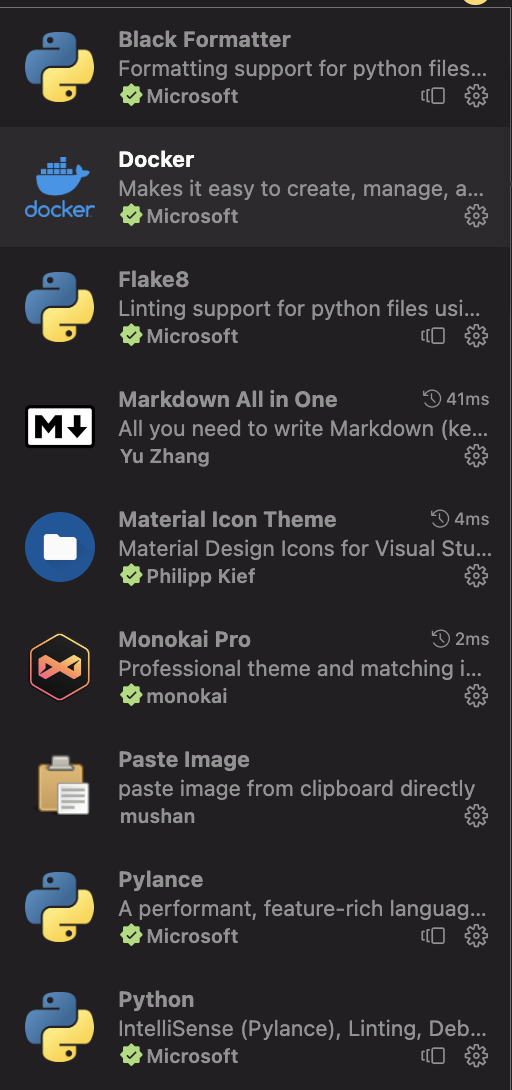 Black Formatter
Formatting support for python files...
Microsoft
Docker
docker
Makes it easy to create, manage, a...
Microsoft
Flake8
Linting support for python files usi...
Microsoft
Markdown All in One 41ms
M
All you need to write Markdown (ke...
Yu Zhang
Material Icon Theme 4ms
Material Design Icons for Visual Stu...
Philipp Kief
Monokai Pro 2ms
Professional theme and matching i...
monokai
Paste Image
paste image from clipboard directly
mushan
Pylance
A performant, feature-rich languag...
Microsoft
Python
IntelliSense (Pylance), Linting, Deb...
Microsoft